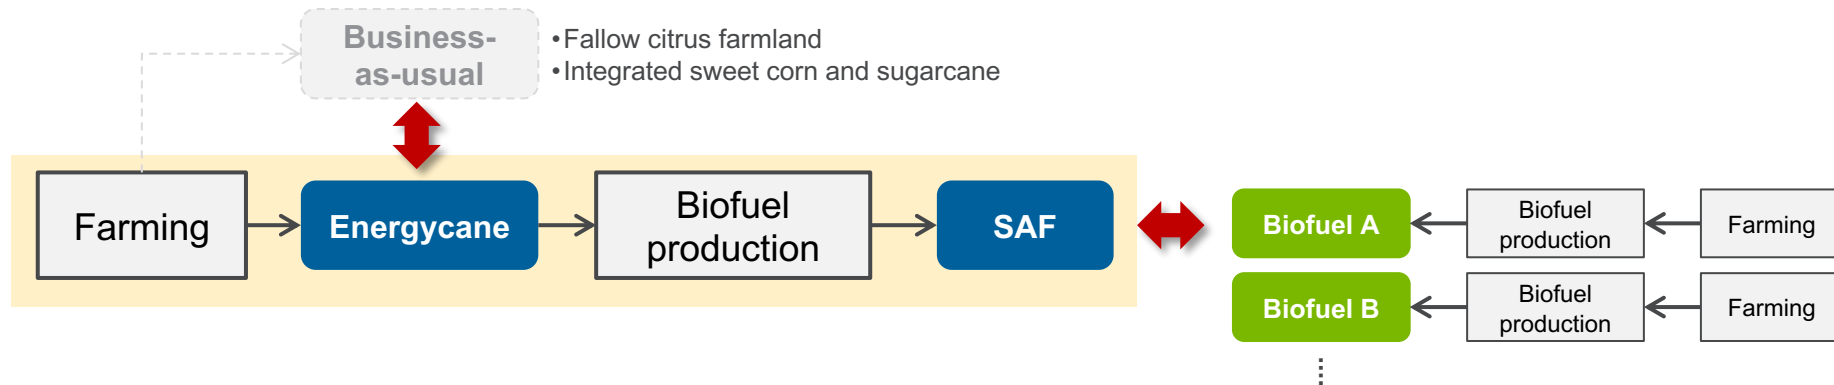 Business-
as-usual
•Fallow citrus farmland
•Integrated sweet corn and sugarcane
Farming
Energycane
Biofuel
production
SAF
Biofuel A
Biofuel
production
Farming
Biofuel B
Biofuel
production
Farming